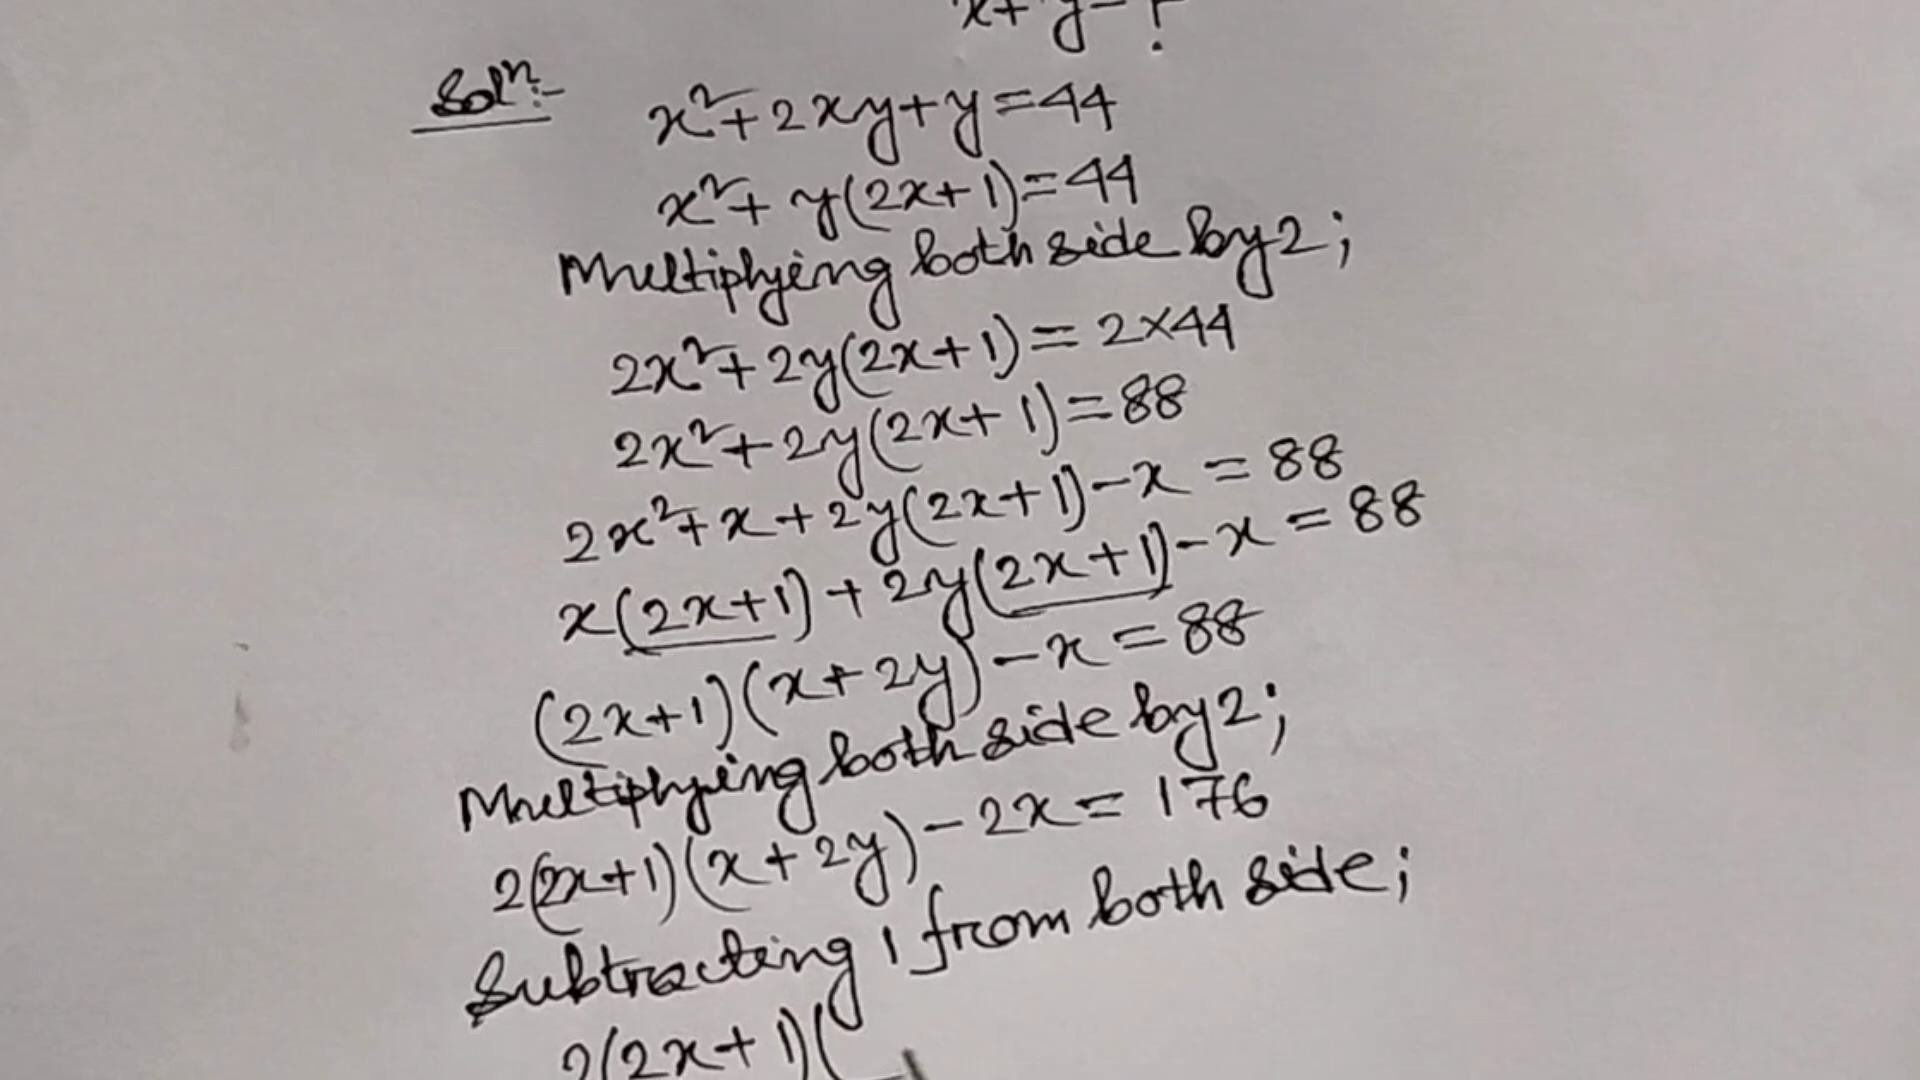 x+y=?
Solⁿ:-
x²+2xy+y=44
x²+y(2x+1)=44
Multiplying both side by 2;
2x²+2y(2x+1)=2×44
2x²+2y(2x+1)=88
2x²+x+2y(2x+1)-x=88
x(2x+1)+2y(2x+1)-x=88
(2x+1)(x+2y)-x=88
Multiplying both side by 2;
2(2x+1)(x+2y)-2x=176
Subtracting 1 from both side;
2(2x+1)(